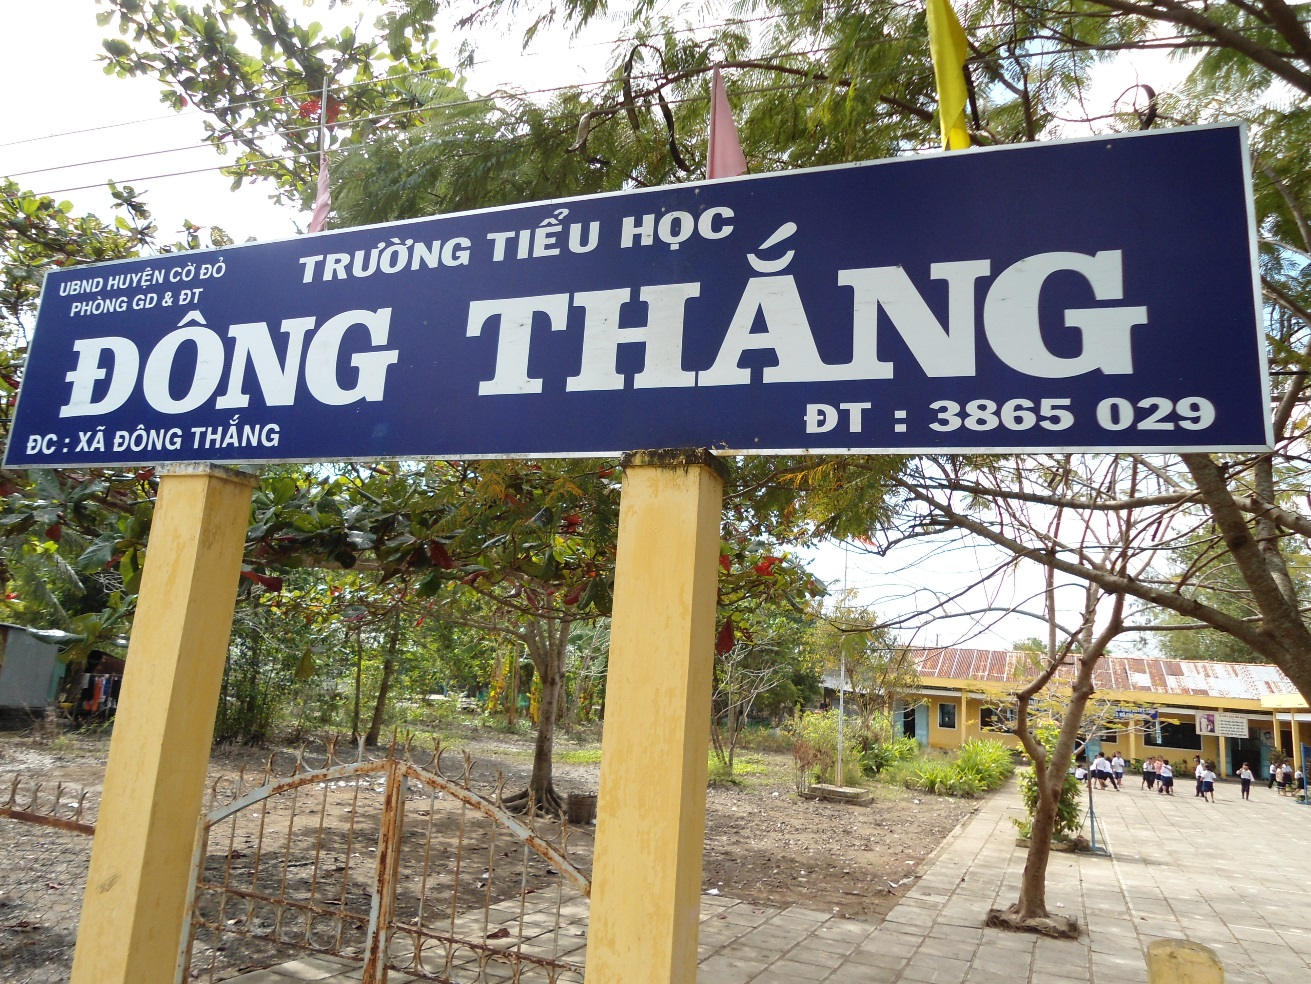 UBND HUYỆN CỜ ĐỎ
PHÒNG GD & ĐT
TRƯỜNG TIỂU HỌC
ĐÔNG THẮNG
ĐC : XÃ ĐÔNG THẮNG
ĐT : 3865 029